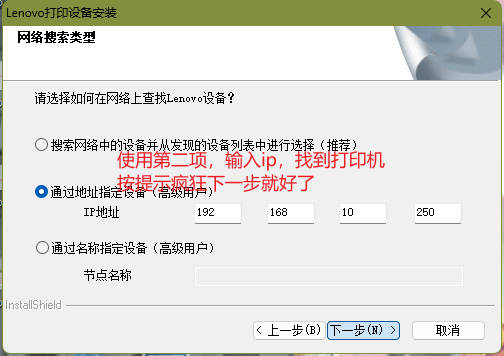 Lenovo打印设备安装
网络搜索类型
请选择如何在网络上查找Lenovo设备？
搜索网络中的设备并从发现的设备列表中进行选择（推荐）
使用第二项，输入ip，找到打印机
按提示疯狂下一步就好了
通过地址指定设备（高级用户）
IP地址 192 168 10 250
通过名称指定设备（高级用户）
节点名称
InstallShield
< 上一步(B) 下一步(N) > 取消